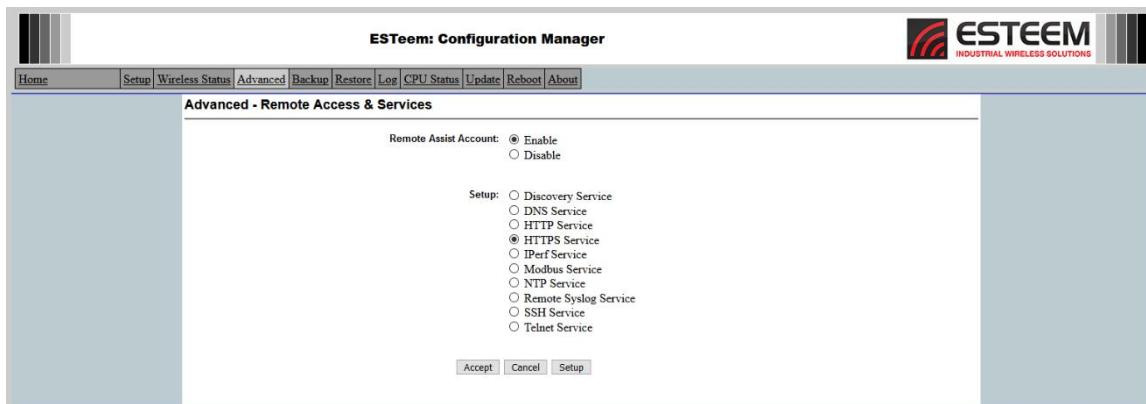 ESTeem: Configuration Manager
ESTEEM
INDUSTRIAL WIRELESS SOLUTIONS
Home Setup Wireless Status Advanced Backup Restore Log CPU Status Update Reboot About
Advanced - Remote Access & Services
Remote Assist Account: Enable
Disable
Setup: Discovery Service
DNS Service
HTTP Service
HTTPS Service
IPerf Service
Modbus Service
NTP Service
Remote Syslog Service
SSH Service
Telnet Service
Accept Cancel Setup